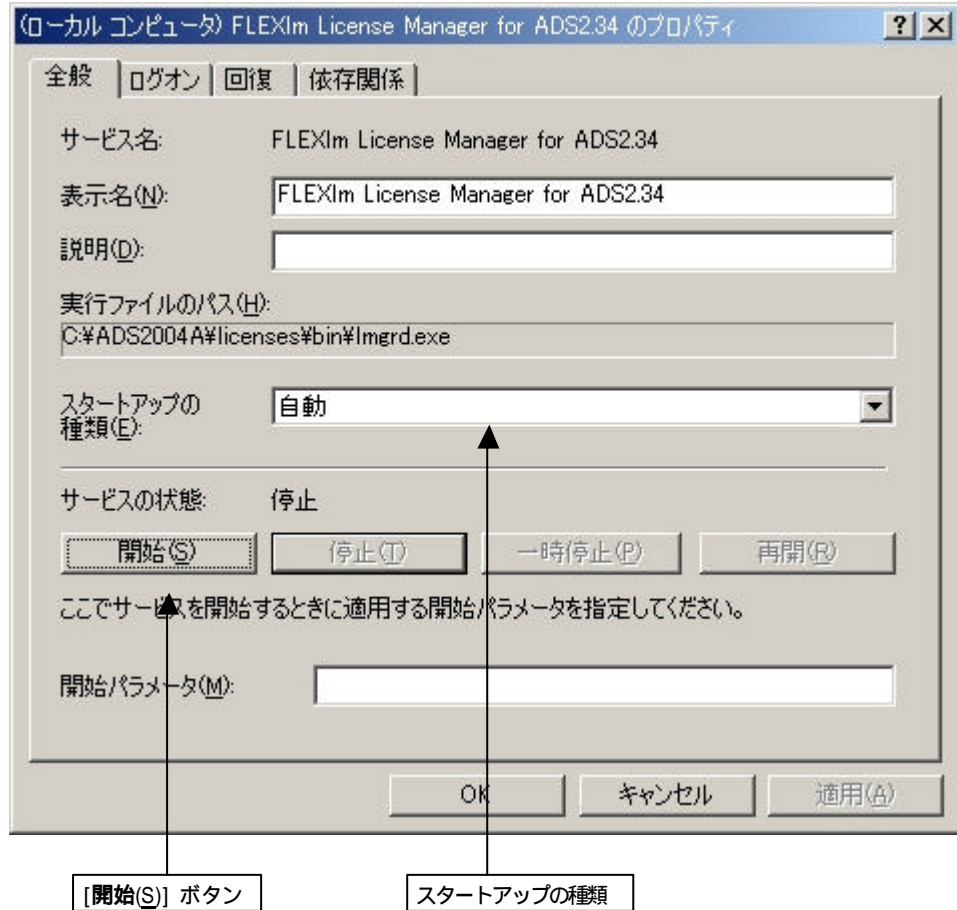 (ローカル コンピュータ) FLEXlm License Manager for ADS2.34 のプロパティ
全般 ログオン 回復 依存関係
サービス名: FLEXlm License Manager for ADS2.34
表示名(N): FLEXlm License Manager for ADS2.34
説明(D):
実行ファイルのパス(H):
C:¥ADS2004A¥licenses¥bin¥lmgrd.exe
スタートアップの
種類(E): 自動
サービスの状態: 停止
開始(S) 停止(T) 一時停止(P) 再開(R)
ここでサービスを開始するときに適用する開始パラメータを指定してください。
開始パラメータ(M):
OK キャンセル 適用(A)
[開始(S)] ボタン スタートアップの種類